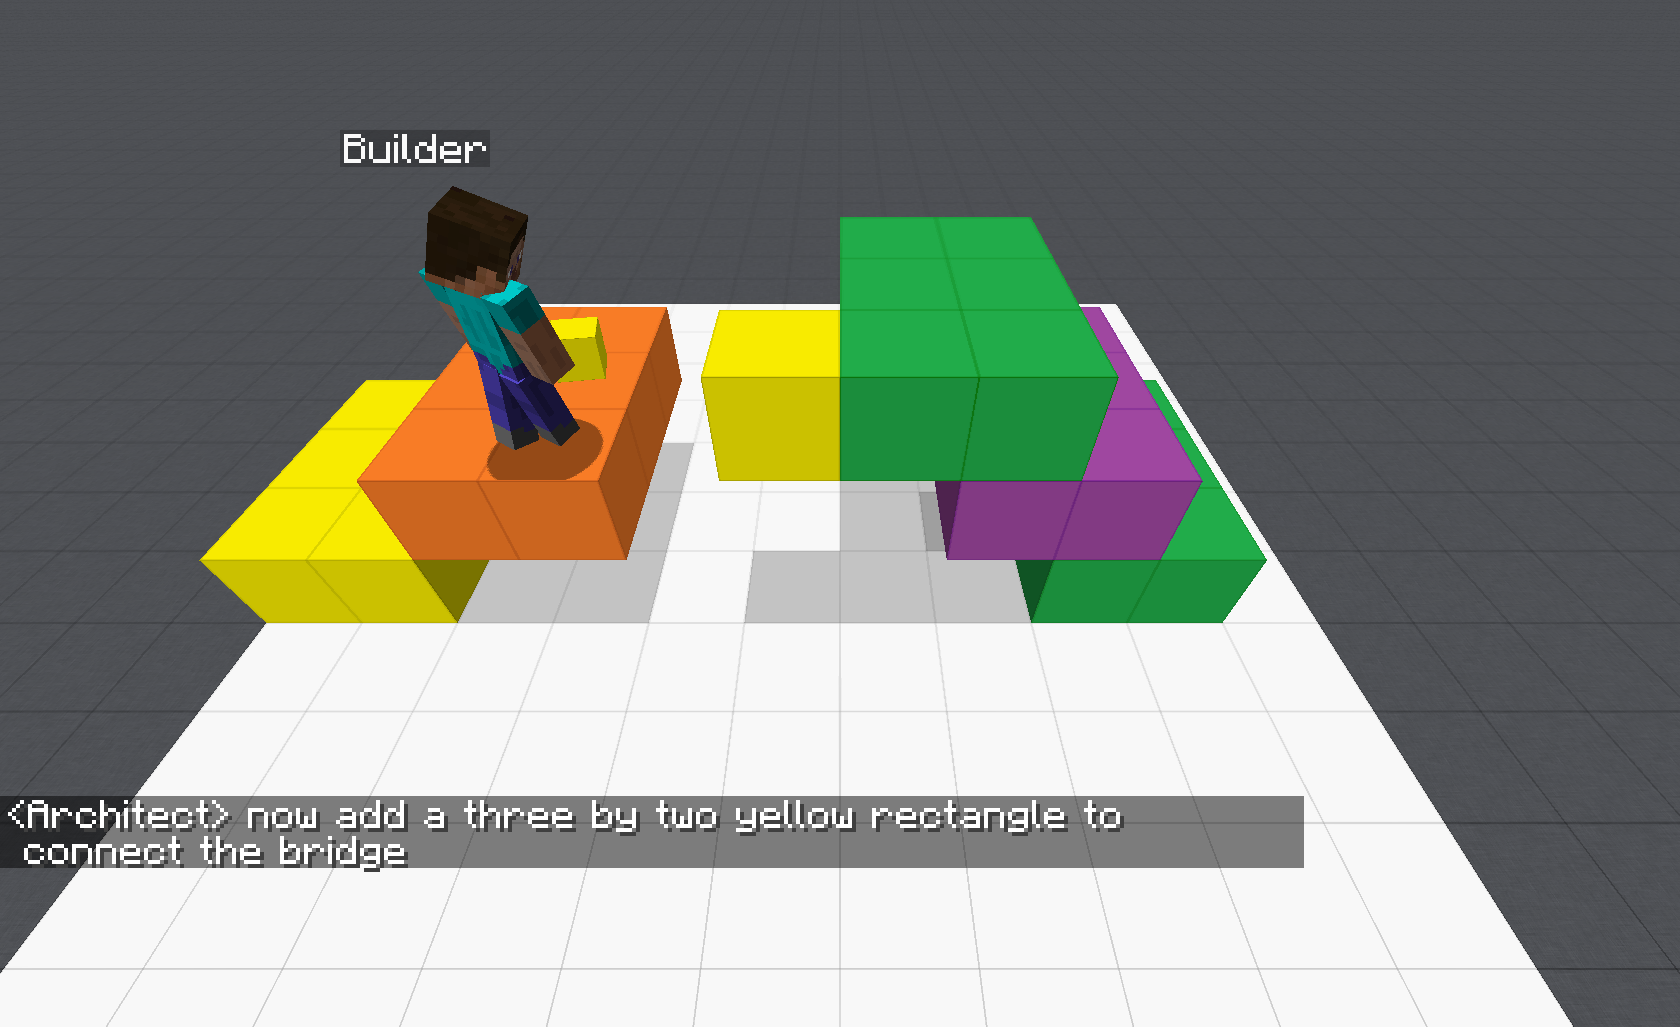 Builder
<Architect> now add a three by two yellow rectangle to
connect the bridge